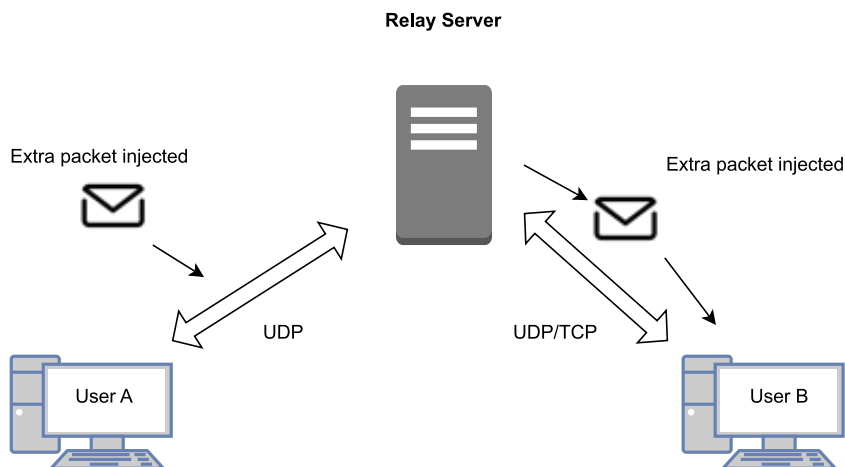 Relay Server
Extra packet injected
Extra packet injected
UDP
UDP/TCP
User A
User B